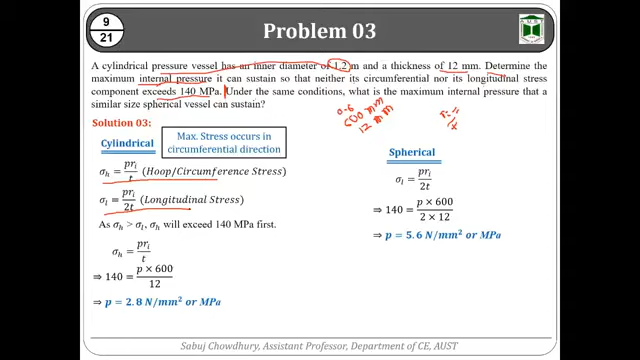 9
21
Problem 03
A cylindrical pressure vessel has an inner diameter of 1.2 m and a thickness of 12 mm. Determine the
maximum internal pressure it can sustain so that neither its circumferential nor its longitudinal stress
component exceeds 140 MPa. Under the same conditions, what is the maximum internal pressure that a
similar size spherical vessel can sustain?
0.6
600 mm
12 mm
Solution 03:
Max. Stress occurs in
circumferential direction
Cylindrical
σh = pri/t (Hoop/Circumference Stress)
σl = pri/2t (Longitudinal Stress)
As σh > σl, σh will exceed 140 MPa first.
σh = pri/t
⇒ 140 = p × 600/12
⇒ p = 2.8 N/mm² or MPa
Spherical
σl = pri/2t
⇒ 140 = p × 600/2 × 12
⇒ p = 5.6 N/mm² or MPa
Sabuj Chowdhury, Assistant Professor, Department of CE, AUST